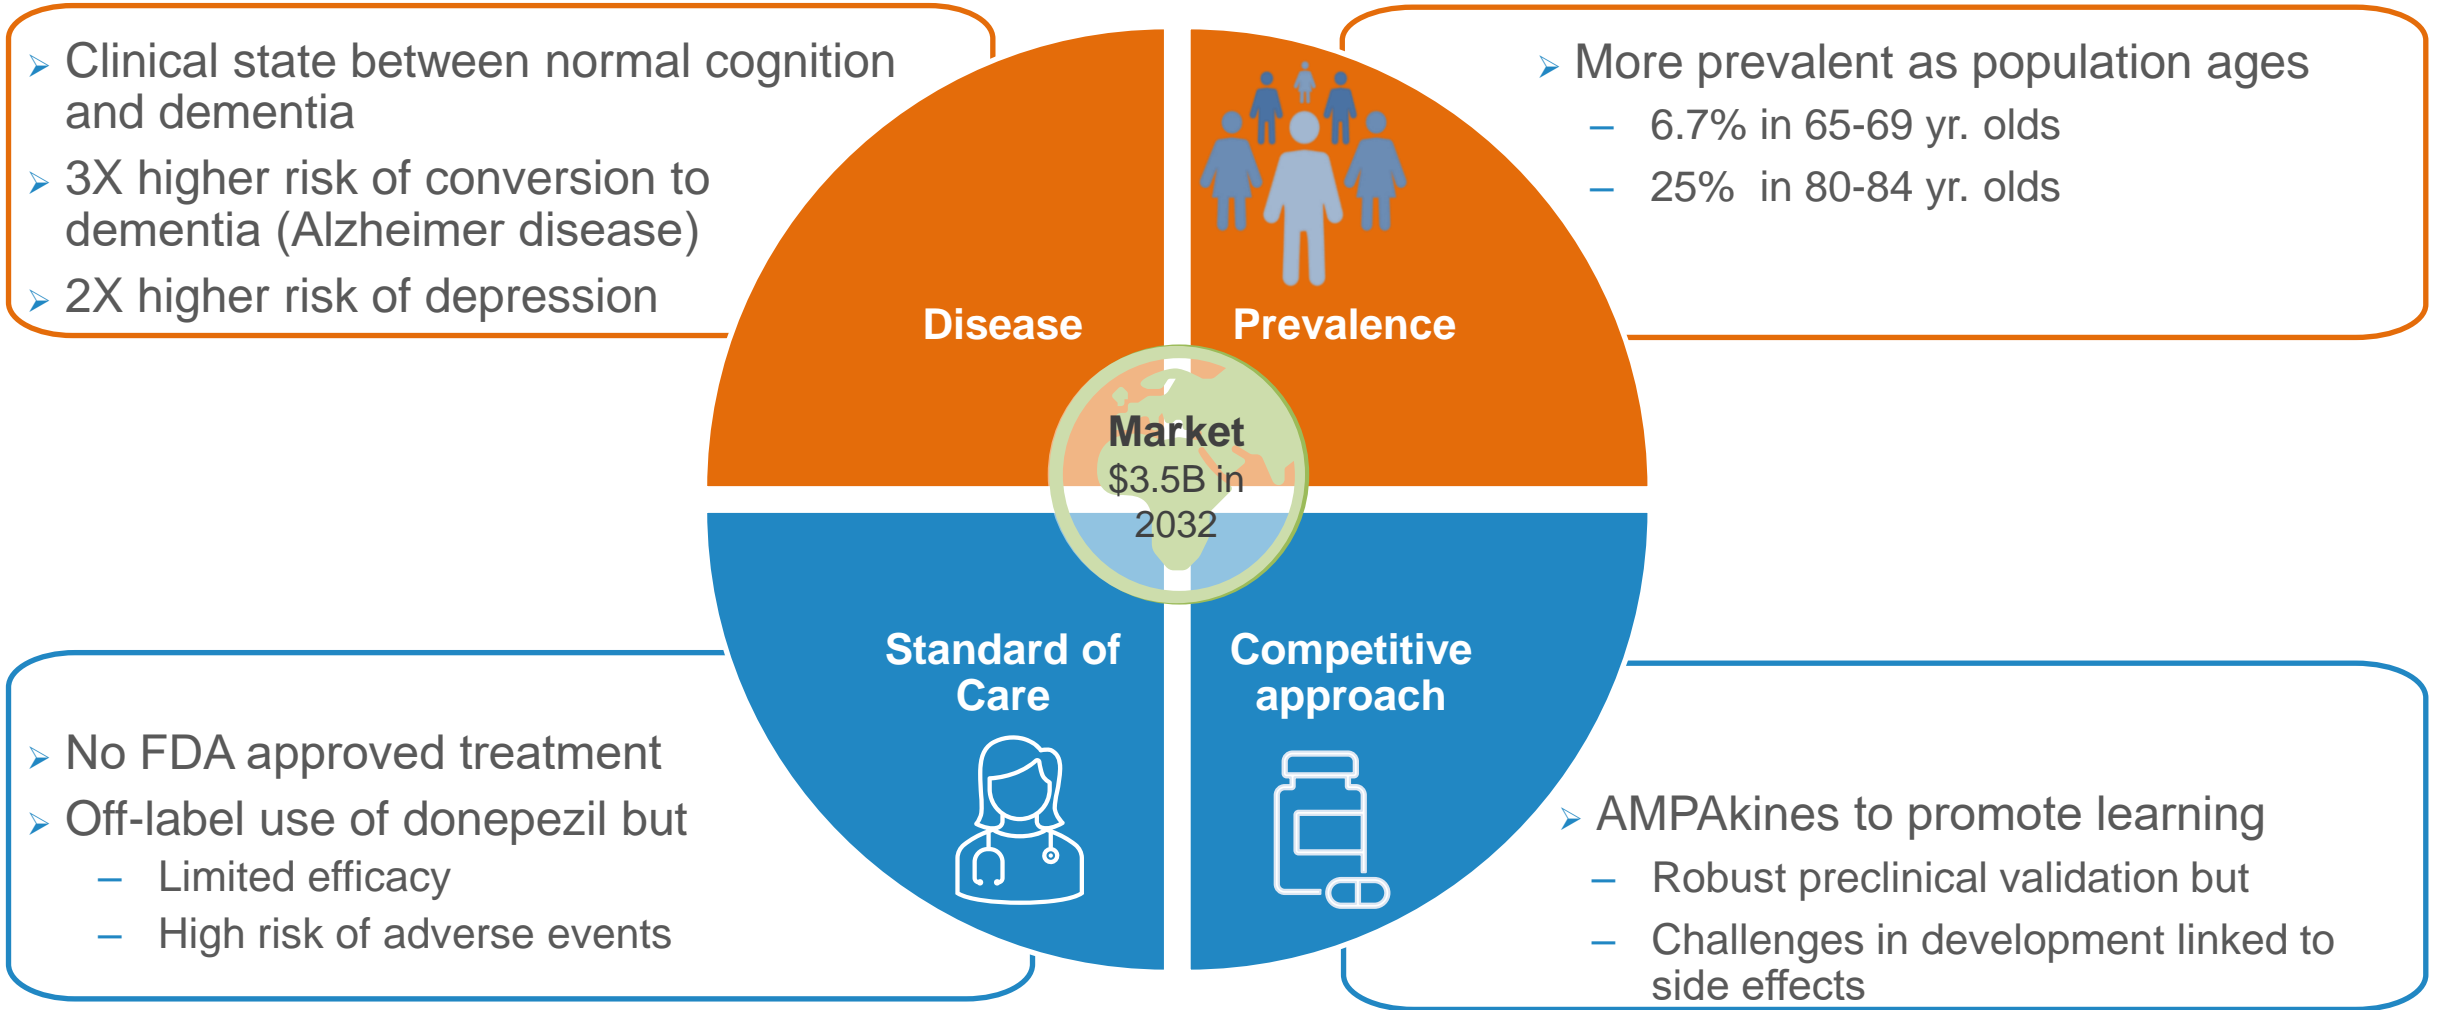 Clinical state between normal cognition
and dementia
3X higher risk of conversion to
dementia (Alzheimer disease)
2X higher risk of depression
Disease
Prevalence
More prevalent as population ages
– 6.7% in 65-69 yr. olds
– 25% in 80-84 yr. olds
Market
$3.5B in
2032
Standard of
Care
No FDA approved treatment
Off-label use of donepezil but
– Limited efficacy
– High risk of adverse events
Competitive
approach
AMPAkines to promote learning
– Robust preclinical validation but
– Challenges in development linked to
side effects